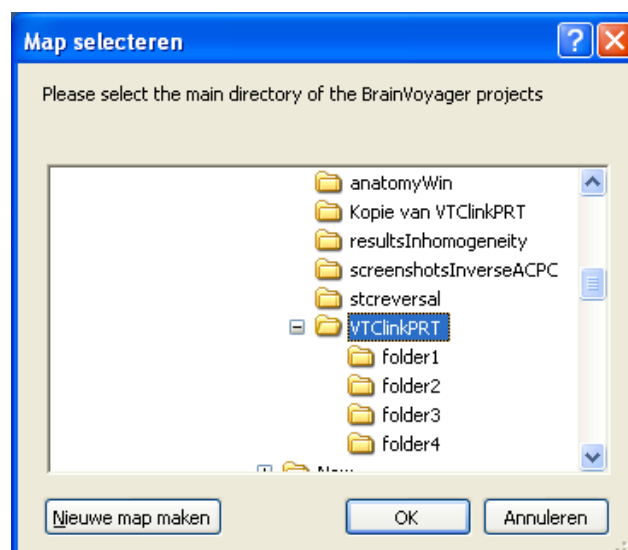 Map selecteren
Please select the main directory of the BrainVoyager projects
anatomyWin
Kopie van VTClinkPRT
resultsInhomogeneity
screenshotsInverseACPC
stcreversal
VTClinkPRT
folder1
folder2
folder3
folder4
Nieuwe map maken OK Annuleren